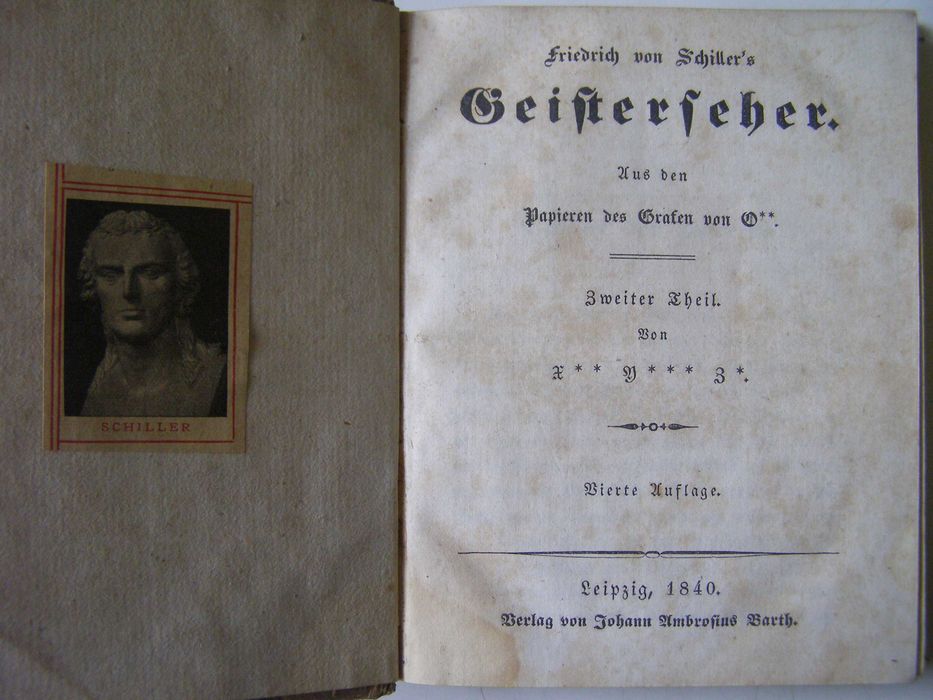 SCHILLER
Friedrich von Schiller's
Geiſterſeher.
Aus den
Papieren des Grafen von O**.
Zweiter Theil.
Von
X** Y*** Z*.
Vierte Auflage.
Leipzig, 1840.
Verlag von Johann Ambroſius Barth.